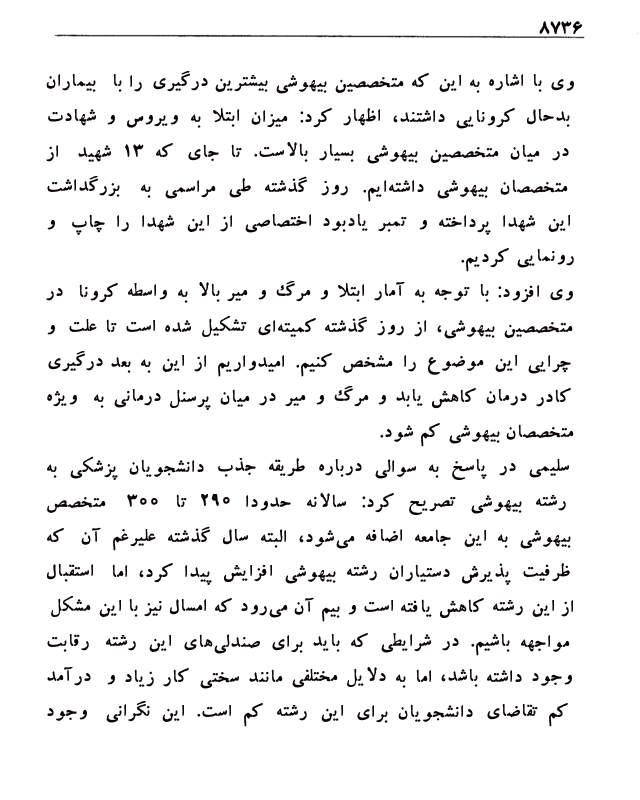 ۸۷۳۶
وی با اشاره به این که متخصصین بیهوشی بیشترین درگیری را با بیماران
بدحال کرونایی داشتند، اظهار کرد: میزان ابتلا به ویروس و شهادت
در میان متخصصین بیهوشی بسیار بالاست. تا جای که ۱۳ شهید از
متخصصان بیهوشی داشته‌ایم. روز گذشته طی مراسمی به بزرگداشت
این شهدا پرداخته و تمبر یادبود اختصاصی از این شهدا را چاپ و
رونمایی کردیم.
وی افزود: با توجه به آمار ابتلا و مرگ و میر بالا به واسطه کرونا در
متخصصین بیهوشی، از روز گذشته کمیته‌ای تشکیل شده است تا علت و
چرایی این موضوع را مشخص کنیم. امیدواریم از این به بعد درگیری
کادر درمان کاهش یابد و مرگ و میر در میان پرسنل درمانی به ویژه
متخصصان بیهوشی کم شود.
سلیمی در پاسخ به سوالی درباره طریقه جذب دانشجویان پزشکی به
رشته بیهوشی تصریح کرد: سالانه حدودا ۲۹۰ تا ۳۰۰ متخصص
بیهوشی به این جامعه اضافه می‌شود، البته سال گذشته علیرغم آن که
ظرفیت پذیرش دستیاران رشته بیهوشی افزایش پیدا کرد، اما استقبال
از این رشته کاهش یافته است و بیم آن می‌رود که امسال نیز با این مشکل
مواجهه باشیم. در شرایطی که باید برای صندلی‌های این رشته رقابت
وجود داشته باشد، اما به دلایل مختلفی مانند سختی کار زیاد و درآمد
کم تقاضای دانشجویان برای این رشته کم است. این نگرانی وجود